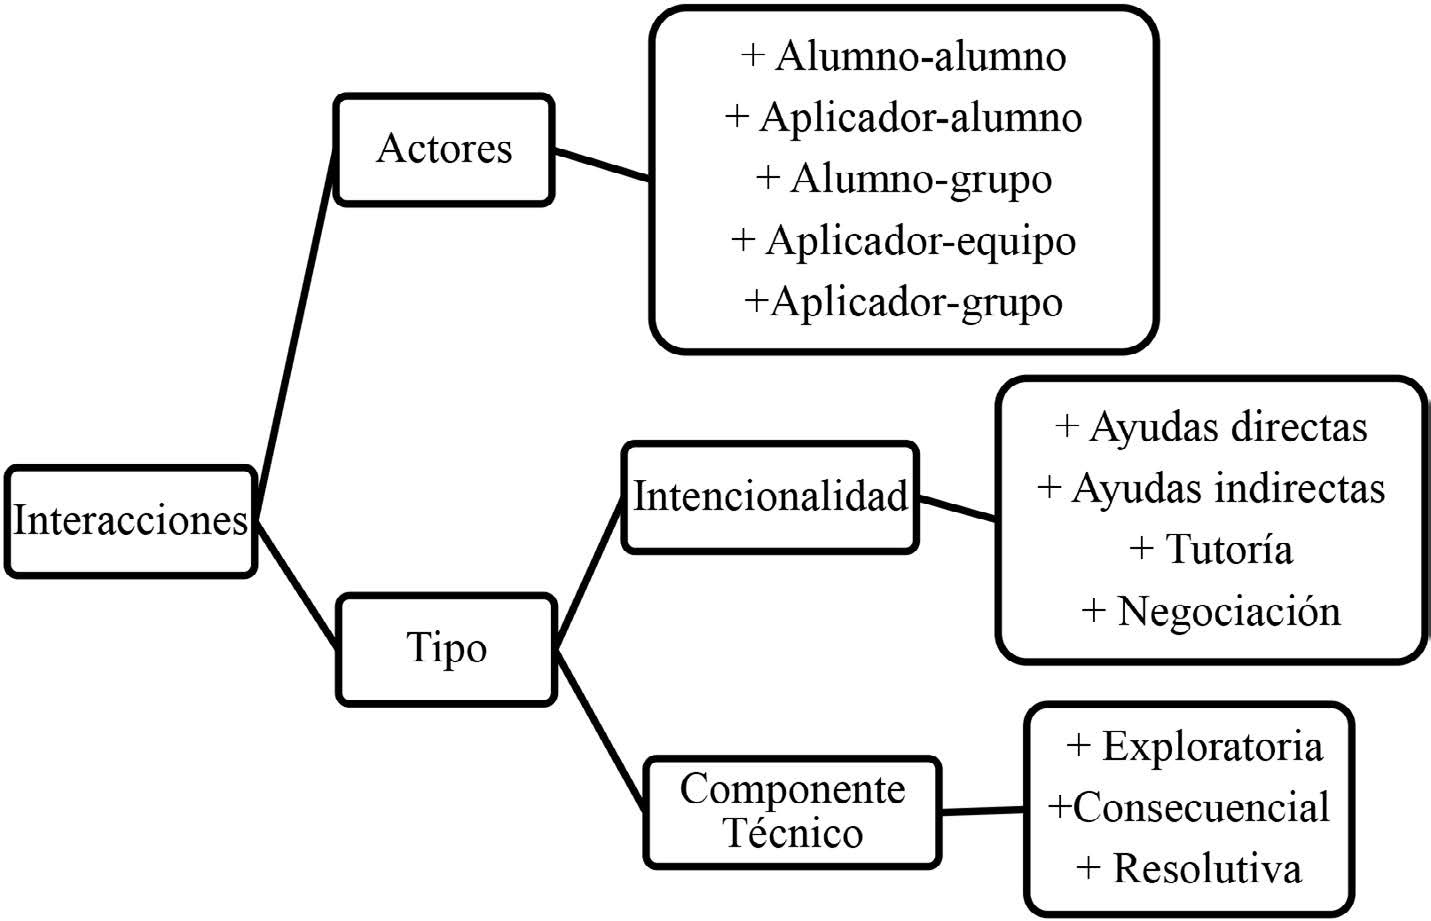 Interacciones
Actores
+ Alumno-alumno
+ Aplicador-alumno
+ Alumno-grupo
+ Aplicador-equipo
+Aplicador-grupo
Tipo
Intencionalidad
+ Ayudas directas
+ Ayudas indirectas
+ Tutoría
+ Negociación
Componente
Técnico
+ Exploratoria
+Consecuencial
+ Resolutiva